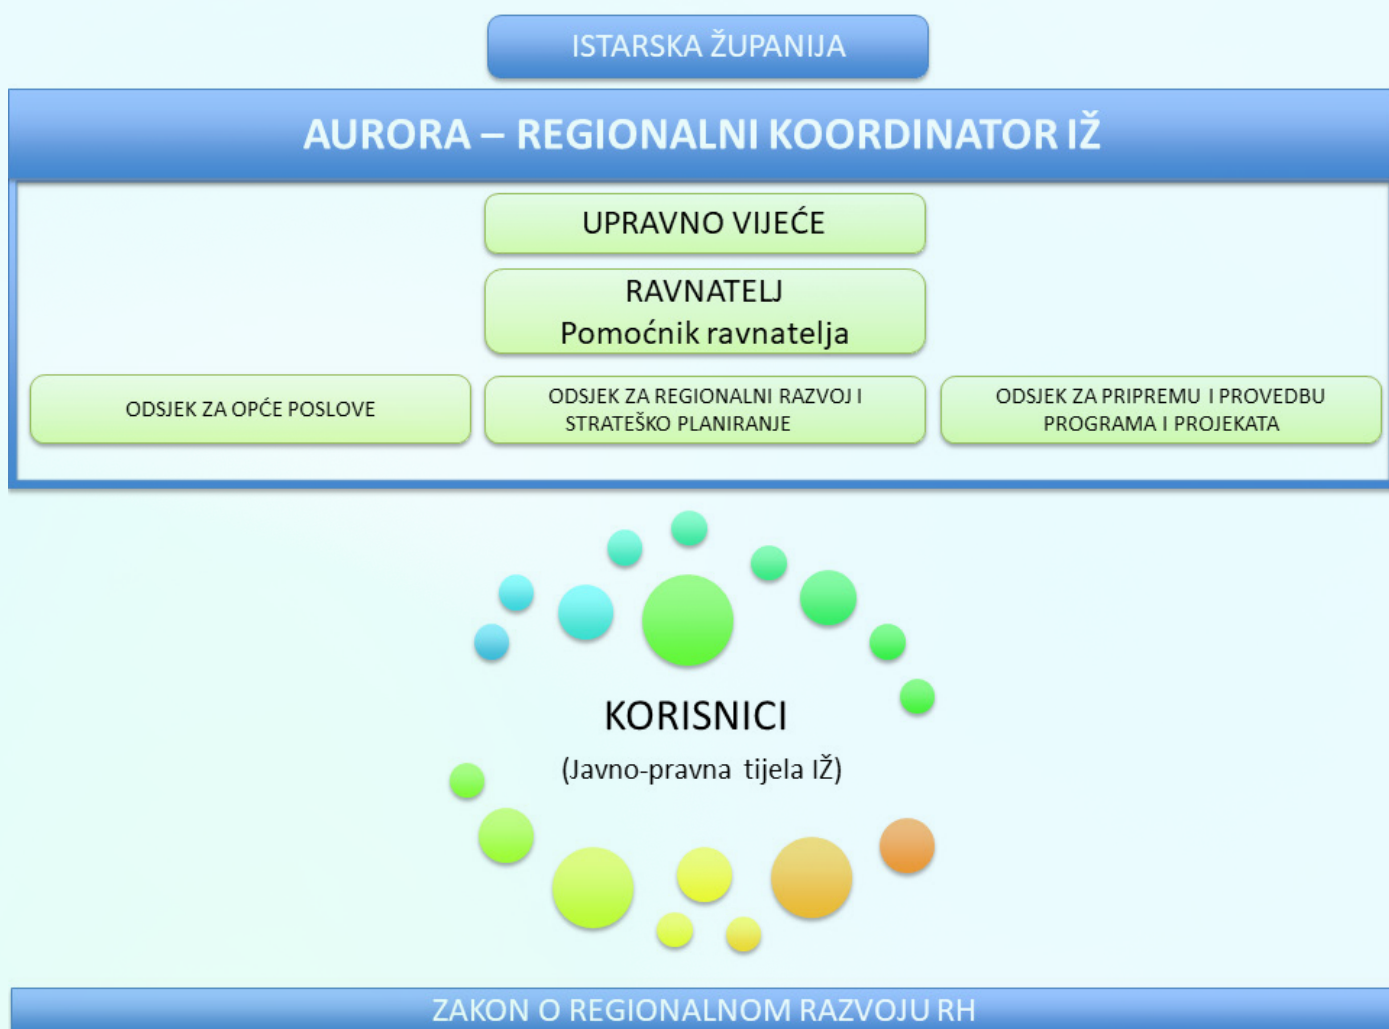 ISTARSKA ŽUPANIJA
AURORA – REGIONALNI KOORDINATOR IŽ
UPRAVNO VIJEĆE
RAVNATELJ
Pomoćnik ravnatelja
ODSJEK ZA OPĆE POSLOVE
ODSJEK ZA REGIONALNI RAZVOJ I
STRATEŠKO PLANIRANJE
ODSJEK ZA PRIPREMU I PROVEDBU
PROGRAMA I PROJEKATA
KORISNICI
(Javno-pravna tijela IŽ)
ZAKON O REGIONALNOM RAZVOJU RH